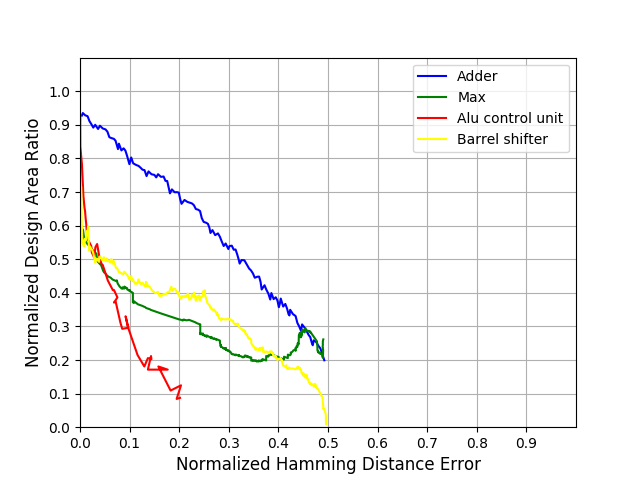 Adder
Max
Alu control unit
Barrel shifter
1.0
0.9
0.8
0.7
0.6
0.5
0.4
0.3
0.2
0.1
0.0
Normalized Design Area Ratio
0.0 0.1 0.2 0.3 0.4 0.5 0.6 0.7 0.8 0.9
Normalized Hamming Distance Error